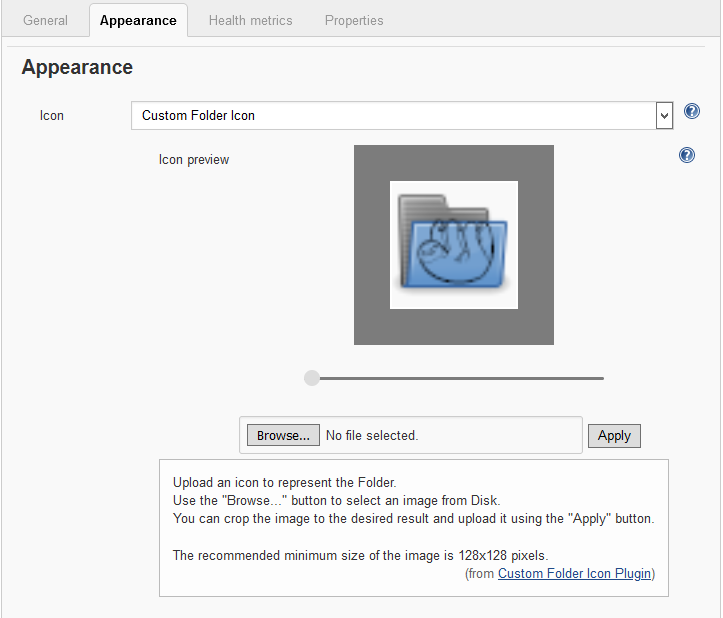 General Appearance Health metrics Properties
Appearance
Icon Custom Folder Icon ?
Icon preview ?
Browse... No file selected. Apply
Upload an icon to represent the Folder.
Use the "Browse..." button to select an image from Disk.
You can crop the image to the desired result and upload it using the "Apply" button.
The recommended minimum size of the image is 128x128 pixels.
(from Custom Folder Icon Plugin)